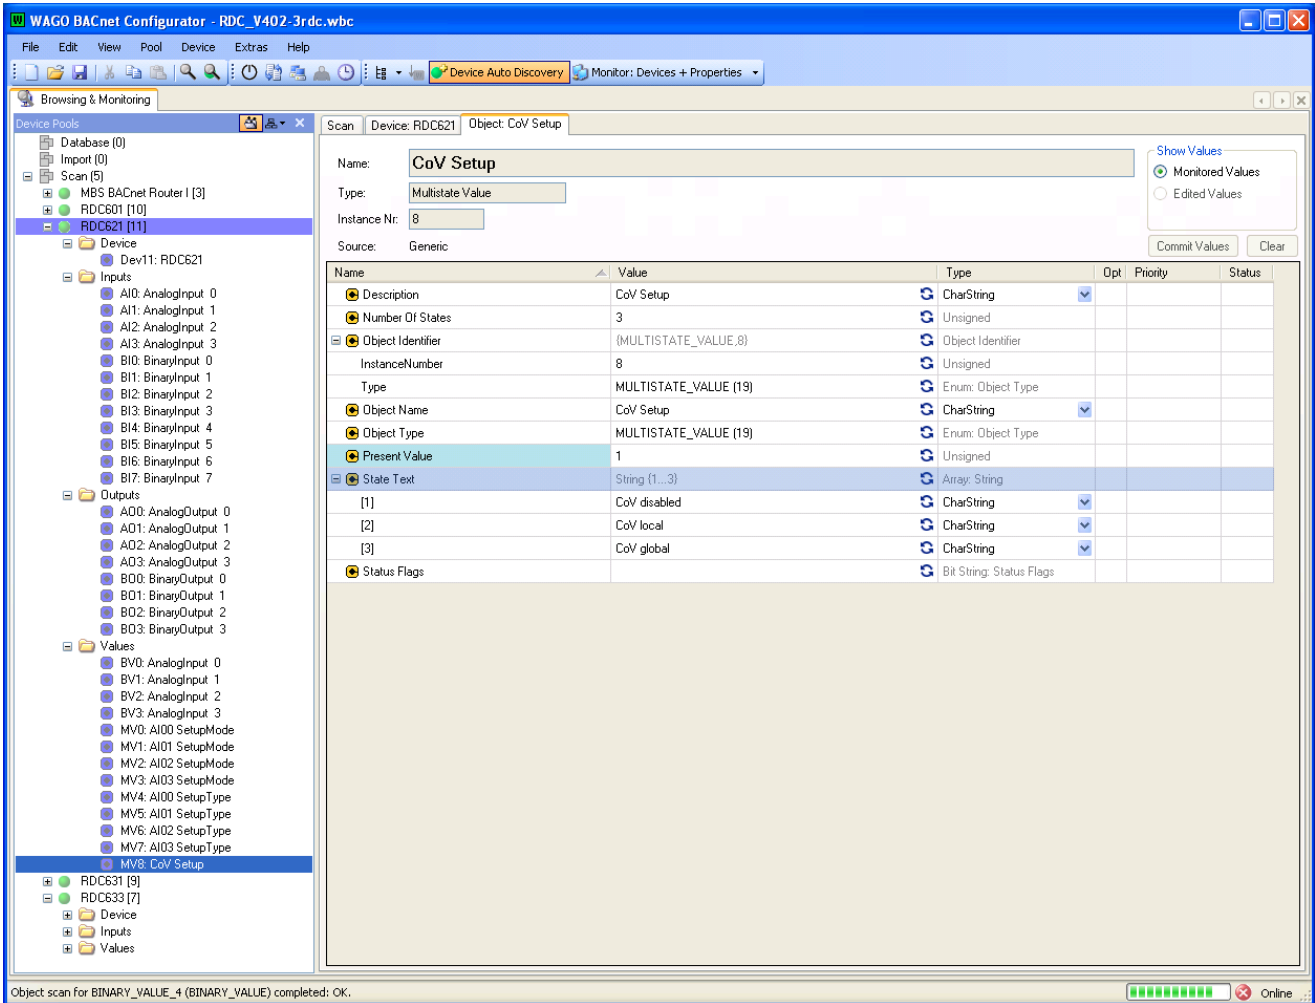 WAGO BACnet Configurator - RDC_V402-3rdc.wbc
File Edit View Pool Device Extras Help
Device Auto Discovery Monitor: Devices + Properties
Browsing & Monitoring
Device Pools
Database (0)
Import (0)
Scan (5)
MBS BACnet Router I [3]
RDC601 [10]
RDC621 [11]
Device
Dev11: RDC621
Inputs
AI0: AnalogInput 0
AI1: AnalogInput 1
AI2: AnalogInput 2
AI3: AnalogInput 3
BI0: BinaryInput 0
BI1: BinaryInput 1
BI2: BinaryInput 2
BI3: BinaryInput 3
BI4: BinaryInput 4
BI5: BinaryInput 5
BI6: BinaryInput 6
BI7: BinaryInput 7
Outputs
AO0: AnalogOutput 0
AO1: AnalogOutput 1
AO2: AnalogOutput 2
AO3: AnalogOutput 3
BO0: BinaryOutput 0
BO1: BinaryOutput 1
BO2: BinaryOutput 2
BO3: BinaryOutput 3
Values
BV0: AnalogInput 0
BV1: AnalogInput 1
BV2: AnalogInput 2
BV3: AnalogInput 3
MV0: AI00 SetupMode
MV1: AI01 SetupMode
MV2: AI02 SetupMode
MV3: AI03 SetupMode
MV4: AI00 SetupType
MV5: AI01 SetupType
MV6: AI02 SetupType
MV7: AI03 SetupType
MV8: CoV Setup
RDC631 [9]
RDC633 [7]
Device
Inputs
Values
Scan Device: RDC621 Object: CoV Setup
Name: CoV Setup
Type: Multistate Value
Instance Nr: 8
Source: Generic
Show Values
Monitored Values
Edited Values
Commit Values Clear
Name Value Type Opt Priority Status
Description CoV Setup CharString
Number Of States 3 Unsigned
Object Identifier {MULTISTATE_VALUE,8} Object Identifier
InstanceNumber 8 Unsigned
Type MULTISTATE_VALUE (19) Enum: Object Type
Object Name CoV Setup CharString
Object Type MULTISTATE_VALUE (19) Enum: Object Type
Present Value 1 Unsigned
State Text String {1...3} Array: String
[1] CoV disabled CharString
[2] CoV local CharString
[3] CoV global CharString
Status Flags Bit String: Status Flags
Object scan for BINARY_VALUE_4 (BINARY_VALUE) completed: OK. Online